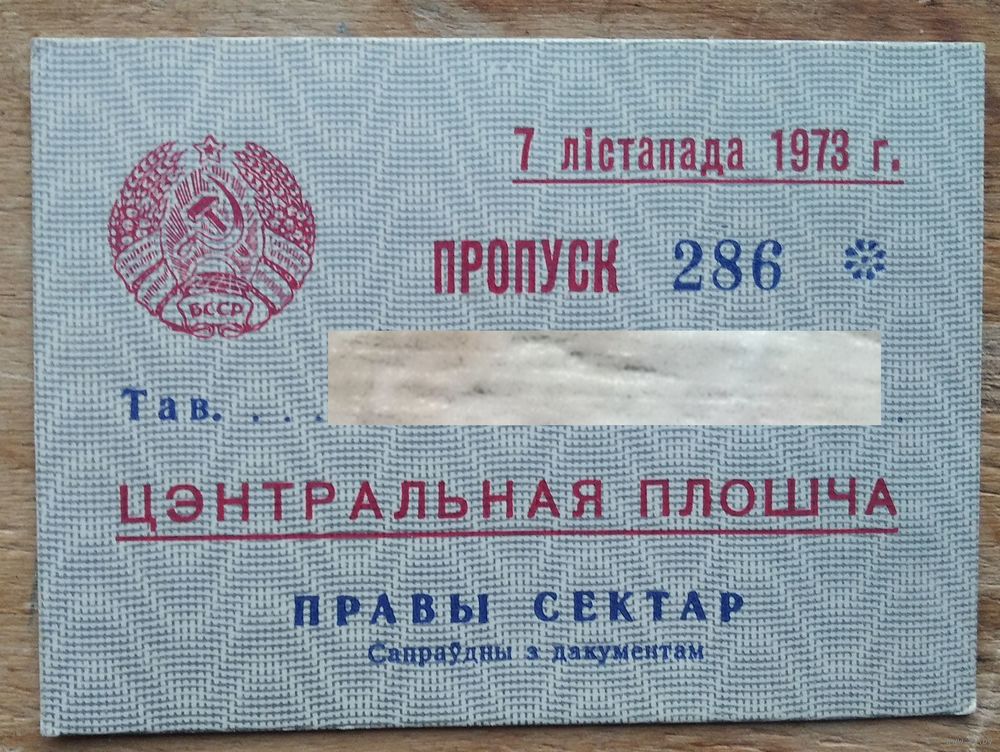 7 лістапада 1973 г.
ПРОПУСК 286
БССР
Тав. . . . .
ЦЭНТРАЛЬНАЯ ПЛОШЧА
ПРАВЫ СЕКТАР
Сапраўдны з дакументам